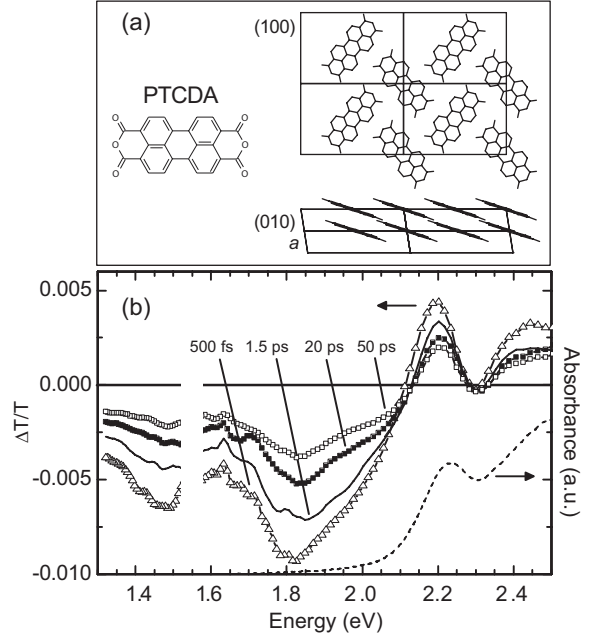 (a)
(100)
PTCDA
O
O
O
O
O
O
(010)
a
(b)
500 fs
1.5 ps
20 ps
50 ps
0.005
0.000
-0.005
-0.010
ΔT/T
Absorbance (a.u.)
1.4
1.6
1.8
2.0
2.2
2.4
Energy (eV)